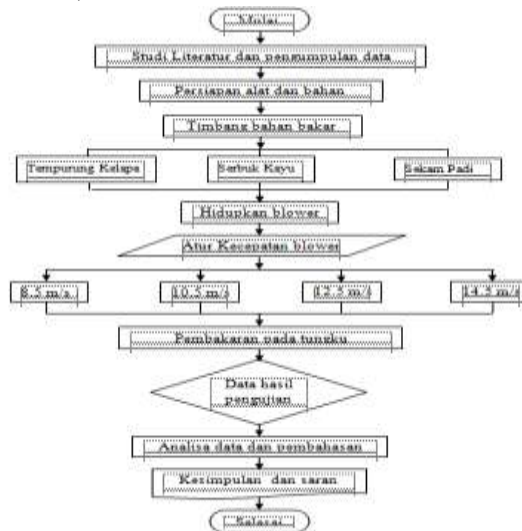 Mulai
Studi Literatur dan pengumpulan data
Persiapan alat dan bahan
Timbang bahan bakar
Tempurung Kelapa
Serbuk Kayu
Sekam Padi
Hidupkan blower
Atur Kecepatan blower
8.5 m/s
10.5 m/s
12.5 m/s
14.5 m/s
Pembakaran pada tungku
Data hasil
pengujian
Analisa data dan pembahasan
Kesimpulan dan saran
Selesai